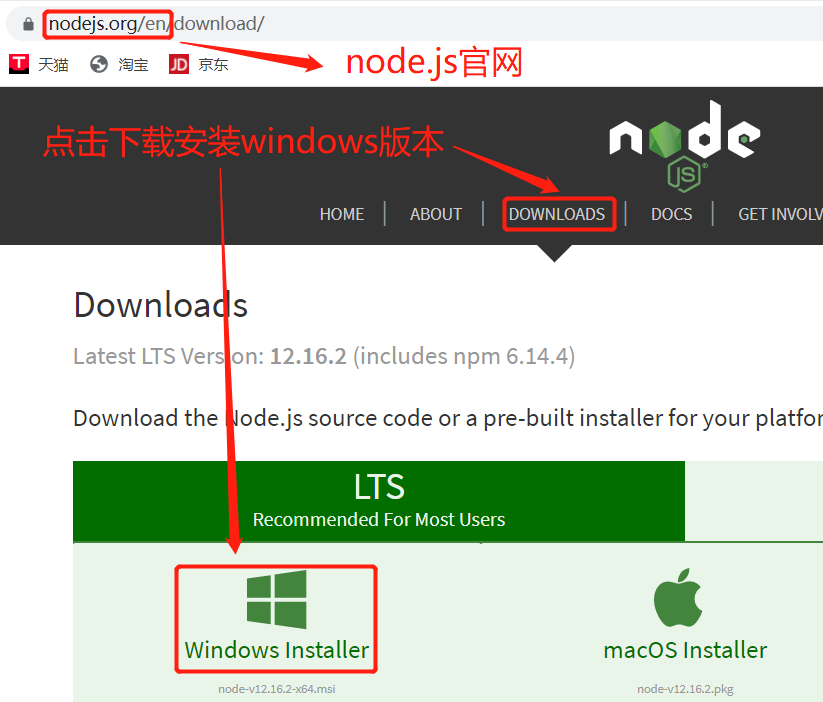 nodejs.org/en/download/
T 天猫 淘宝 JD 京东
node.js官网
点击下载安装windows版本
node
JS®
HOME ABOUT DOWNLOADS DOCS GET INVOLV
Downloads
Latest LTS Version: 12.16.2 (includes npm 6.14.4)
Download the Node.js source code or a pre-built installer for your platfor
LTS
Recommended For Most Users
Windows Installer macOS Installer
node-v12.16.2-x64.msi node-v12.16.2.pkg